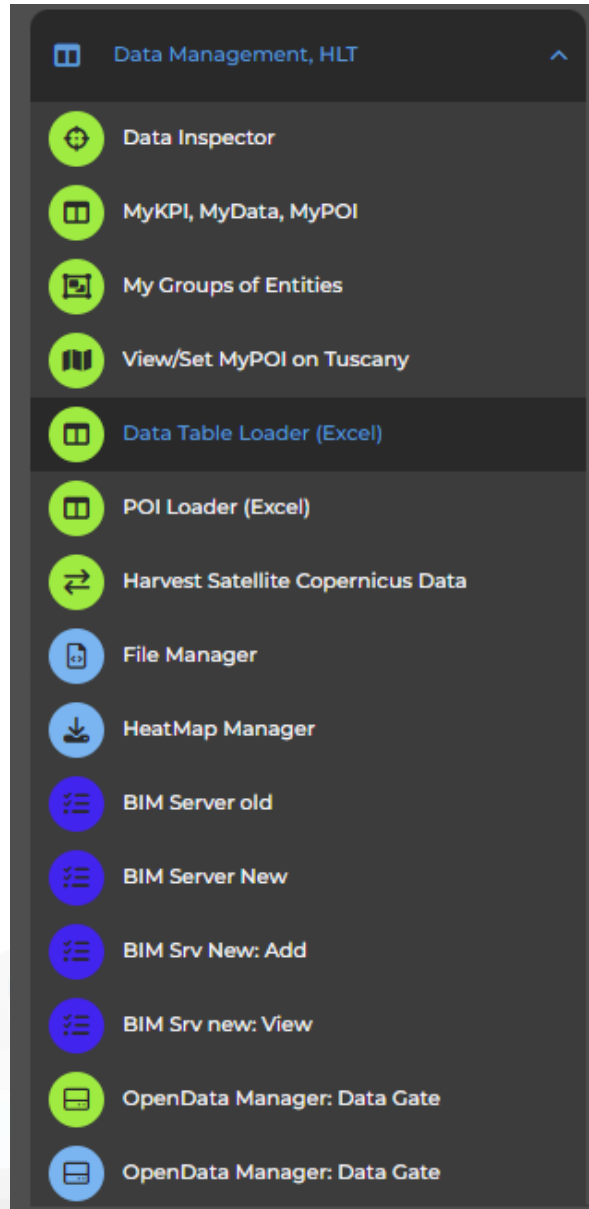 Data Management, HLT
Data Inspector
MyKPI, MyData, MyPOI
My Groups of Entities
View/Set MyPOI on Tuscany
Data Table Loader (Excel)
POI Loader (Excel)
Harvest Satellite Copernicus Data
File Manager
HeatMap Manager
BIM Server old
BIM Server New
BIM Srv New: Add
BIM Srv new: View
OpenData Manager: Data Gate
OpenData Manager: Data Gate